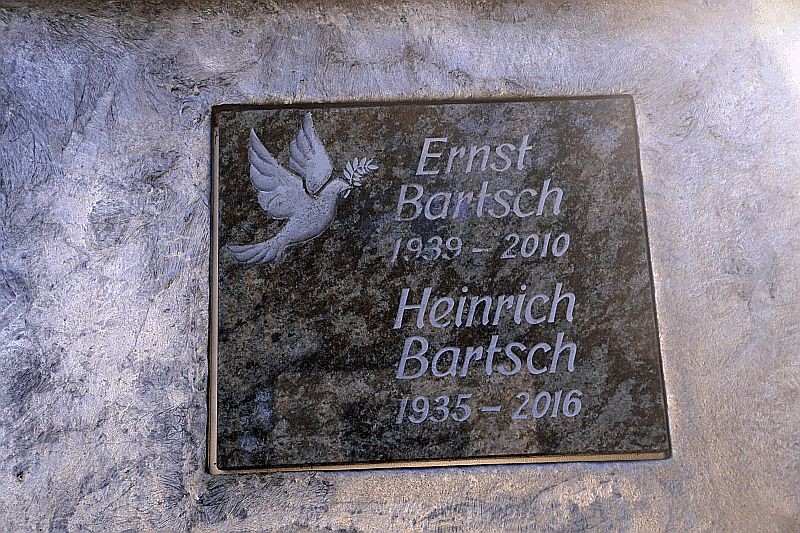 Ernst
Bartsch
1939 – 2010
Heinrich
Bartsch
1935 – 2016